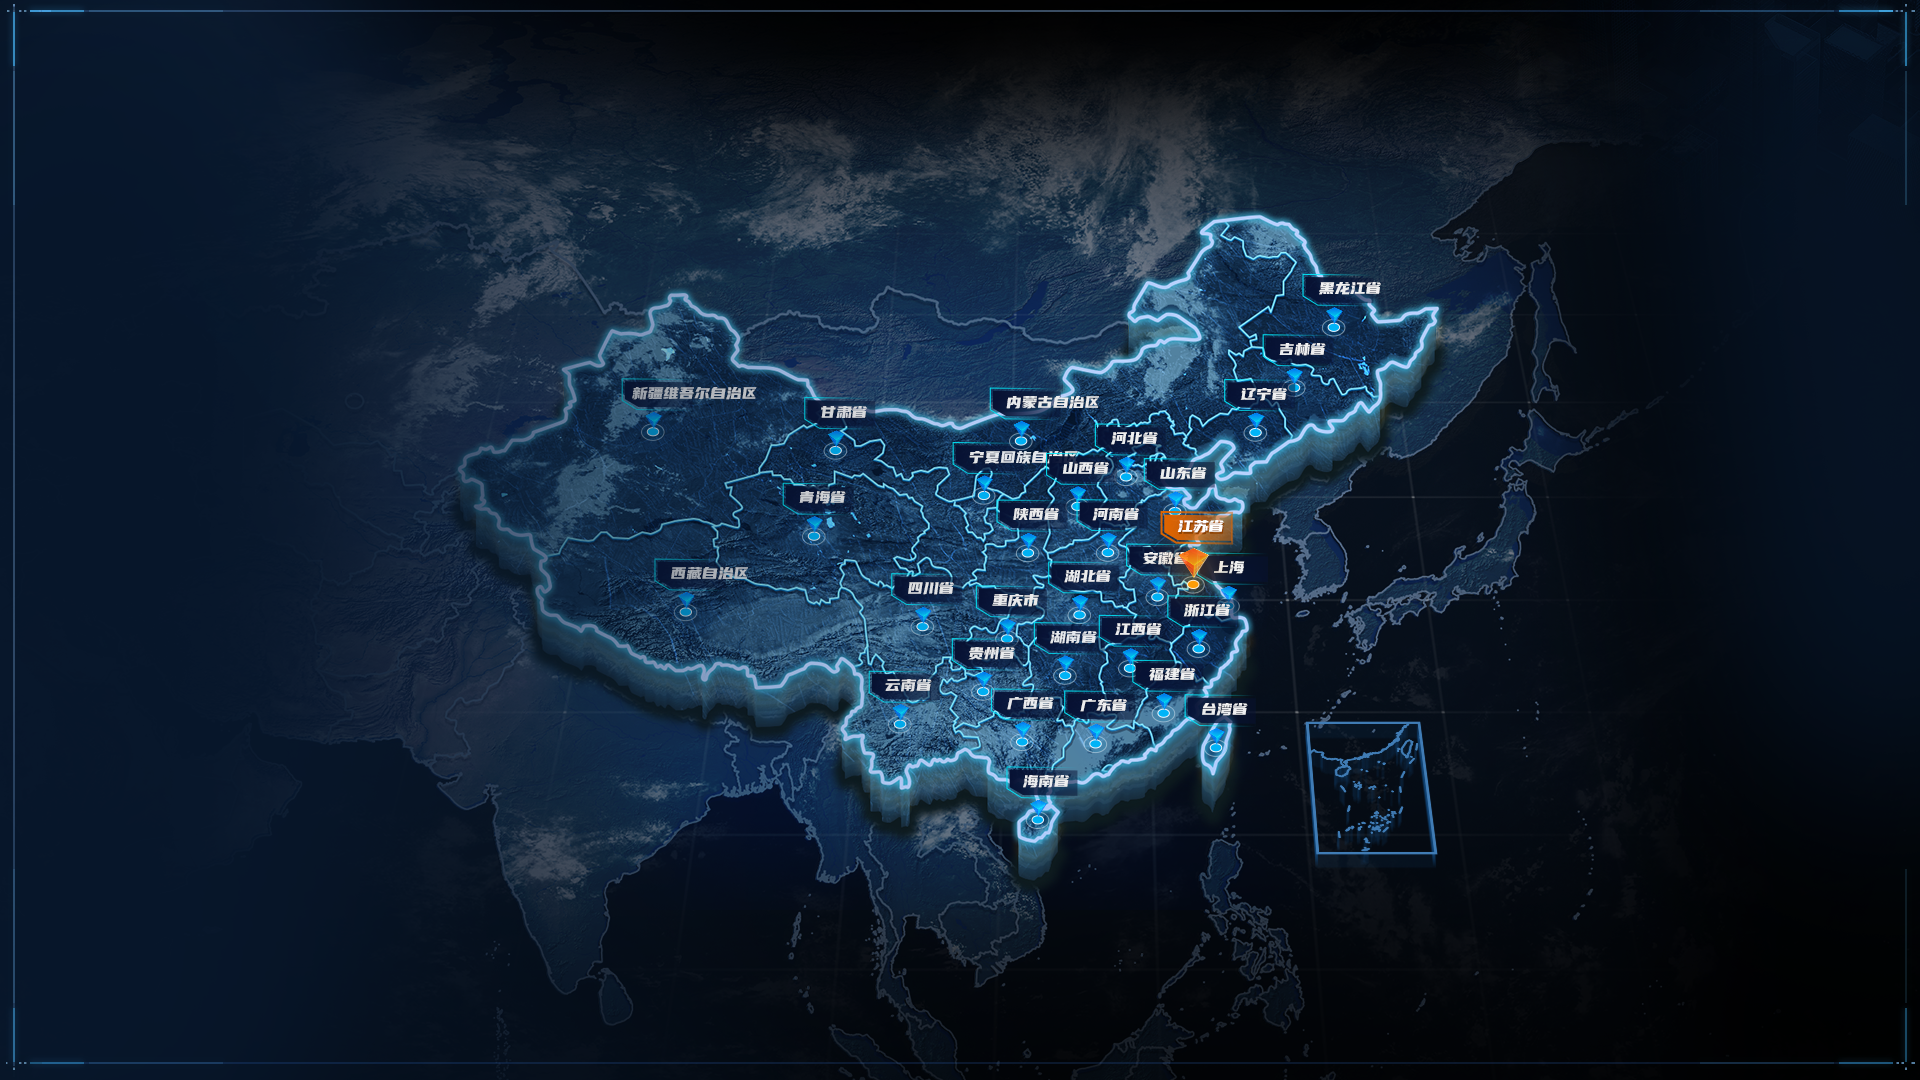 黑龙江省
吉林省
辽宁省
新疆维吾尔自治区
内蒙古自治区
甘肃省
河北省
宁夏回族自治区
山西省
山东省
青海省
陕西省
河南省
江苏省
安徽省
上海
西藏自治区
湖北省
四川省
重庆市
浙江省
江西省
湖南省
贵州省
福建省
云南省
广西省
广东省
台湾省
海南省